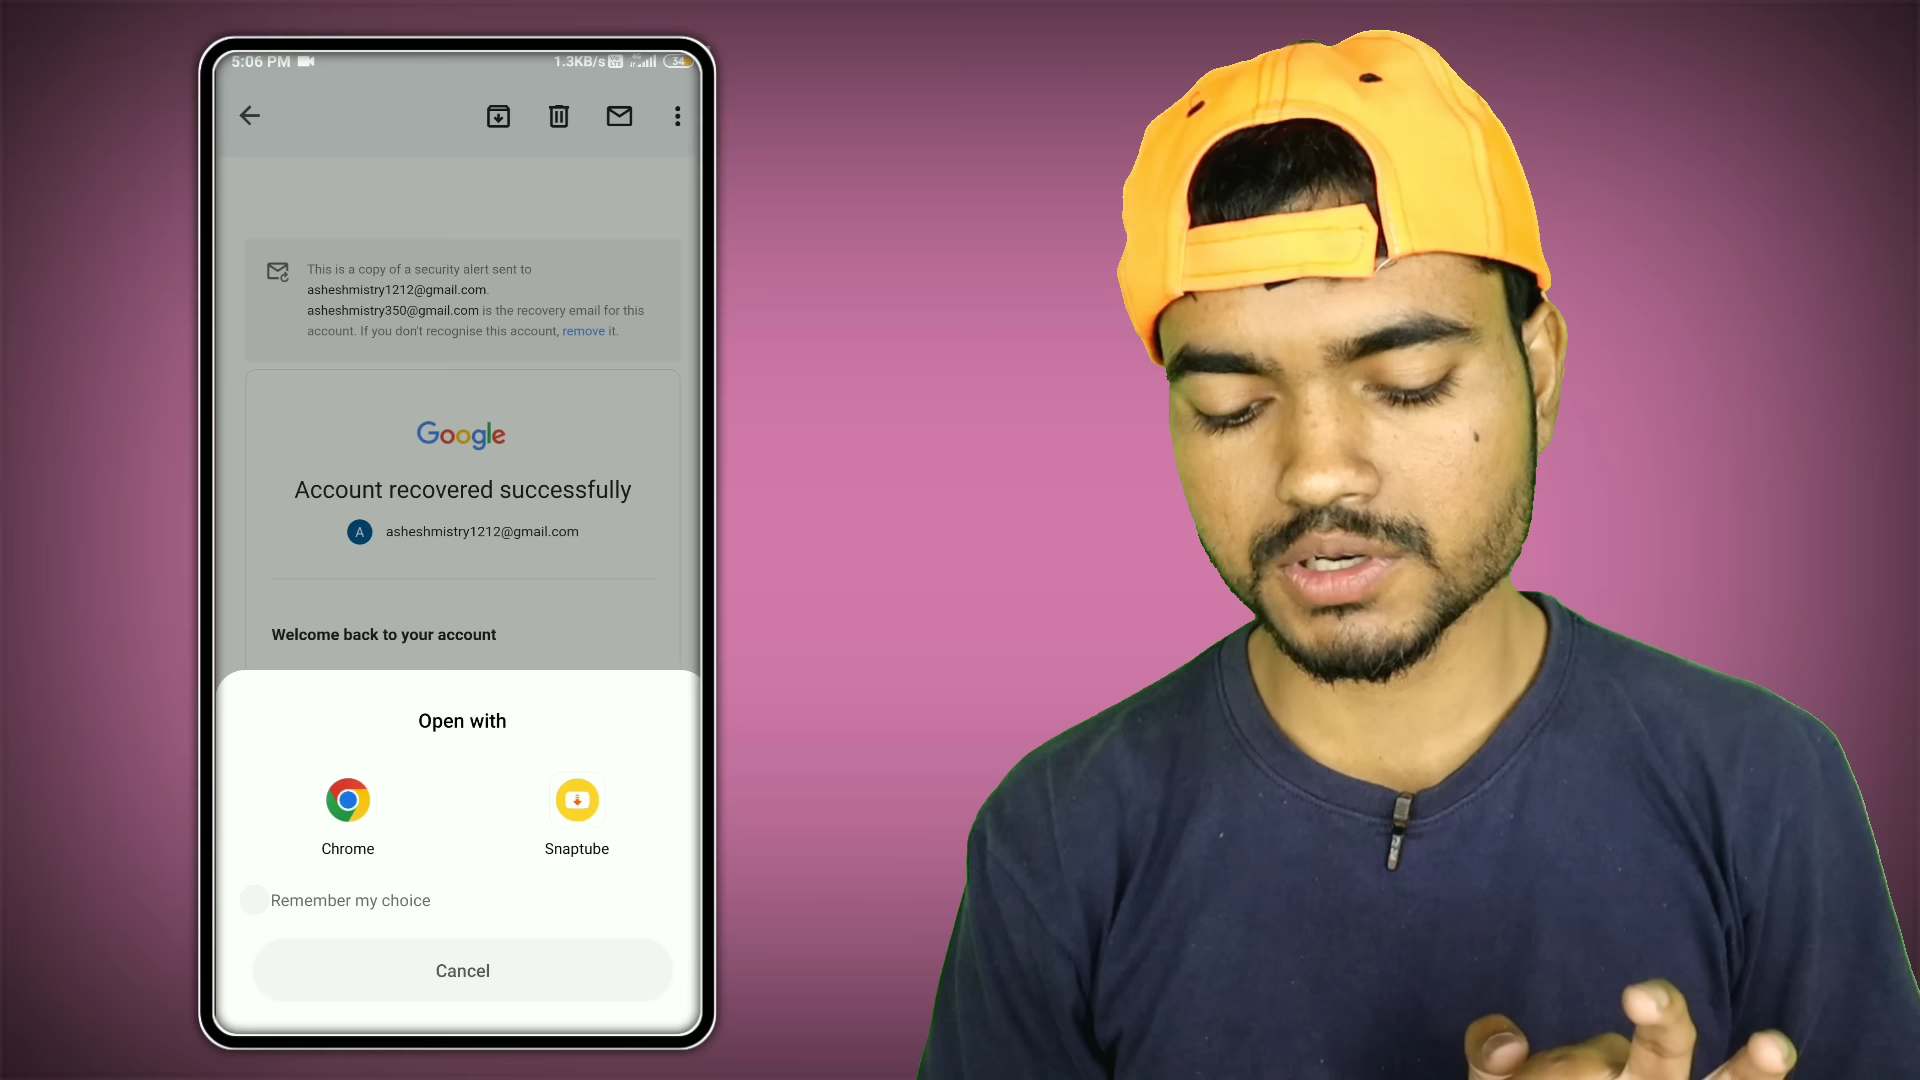 5:06 PM 1.3KB/s 34
This is a copy of a security alert sent to
asheshmistry1212@gmail.com.
asheshmistry350@gmail.com is the recovery email for this
account. If you don't recognise this account, remove it.
Google
Account recovered successfully
A asheshmistry1212@gmail.com
Welcome back to your account
Open with
Chrome Snaptube
Remember my choice
Cancel